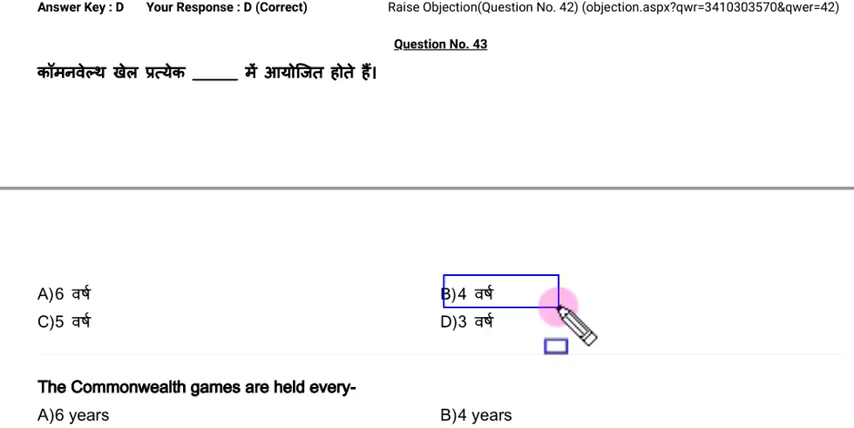 Answer Key : D Your Response : D (Correct) Raise Objection(Question No. 42) (objection.aspx?qwr=3410303570&qwer=42)
Question No. 43
कॉमनवेल्थ खेल प्रत्येक _____ में आयोजित होते हैं।
A)6 वर्ष B)4 वर्ष
C)5 वर्ष D)3 वर्ष
The Commonwealth games are held every-
A)6 years B)4 years